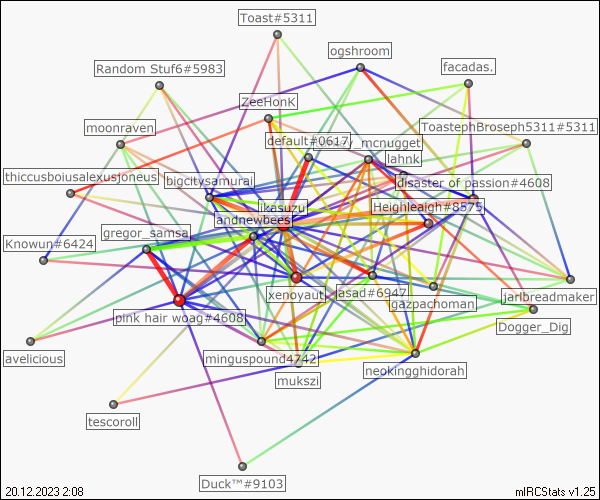 Toast#5311
ogshroom
facadas.
Random Stuf6#5983
ZeeHonK
ToastephBroseph5311#5311
moonraven
default#0617
mcnugget
lahnk
thiccusboiusalexusjoneus
bigcitysamurai
disaster of passion#4608
ikasuzu
Heighleaigh#8575
andnewbees
gregor_samsa
Knowun#6424
xenoyaut
jasad#6947
gazpachoman
jarlbreadmaker
pink hair woag#4608
Dogger_Dig
avelicious
minguspound4742
neokingghidorah
mukszi
tescoroll
Duck™#9103
20.12.2023 2:08
mIRCStats v1.25